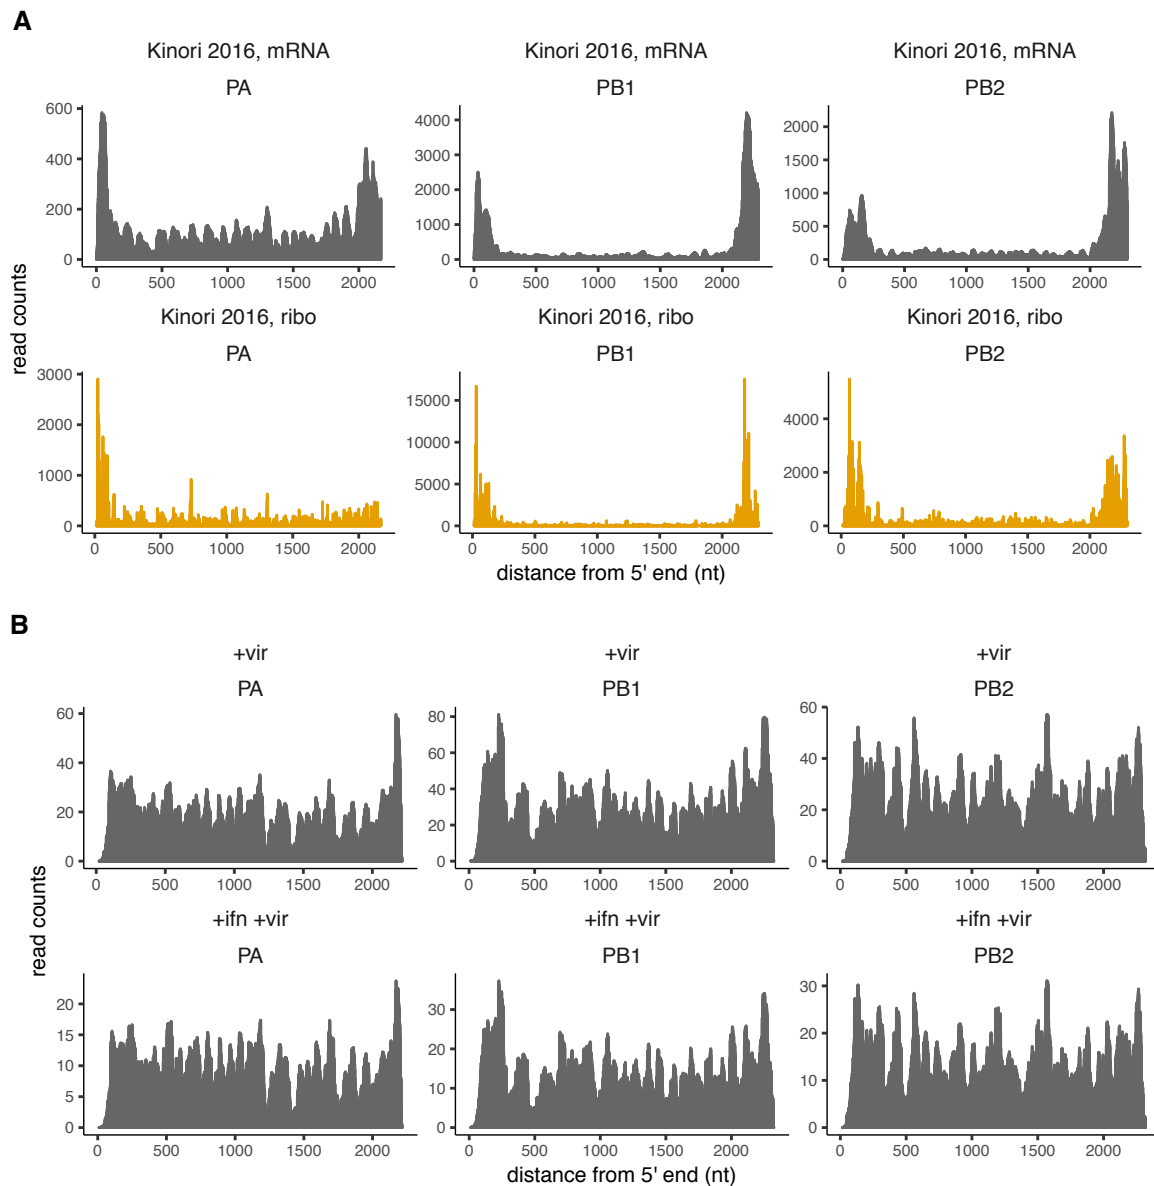 A
Kinori 2016, mRNA Kinori 2016, mRNA Kinori 2016, mRNA
PA PB1 PB2
read counts
600
400
200
0
0 500 1000 1500 2000
4000
3000
2000
1000
0
0 500 1000 1500 2000
2000
1500
1000
500
0
0 500 1000 1500 2000
Kinori 2016, ribo Kinori 2016, ribo Kinori 2016, ribo
PA PB1 PB2
3000
2000
1000
0
0 500 1000 1500 2000
15000
10000
5000
0
0 500 1000 1500 2000
4000
2000
0
0 500 1000 1500 2000
distance from 5' end (nt)
B
+vir +vir +vir
PA PB1 PB2
read counts
60
40
20
0
0 500 1000 1500 2000
80
60
40
20
0
0 500 1000 1500 2000
60
40
20
0
0 500 1000 1500 2000
+ifn +vir +ifn +vir +ifn +vir
PA PB1 PB2
20
15
10
5
0
0 500 1000 1500 2000
30
20
10
0
0 500 1000 1500 2000
30
20
10
0
0 500 1000 1500 2000
distance from 5' end (nt)